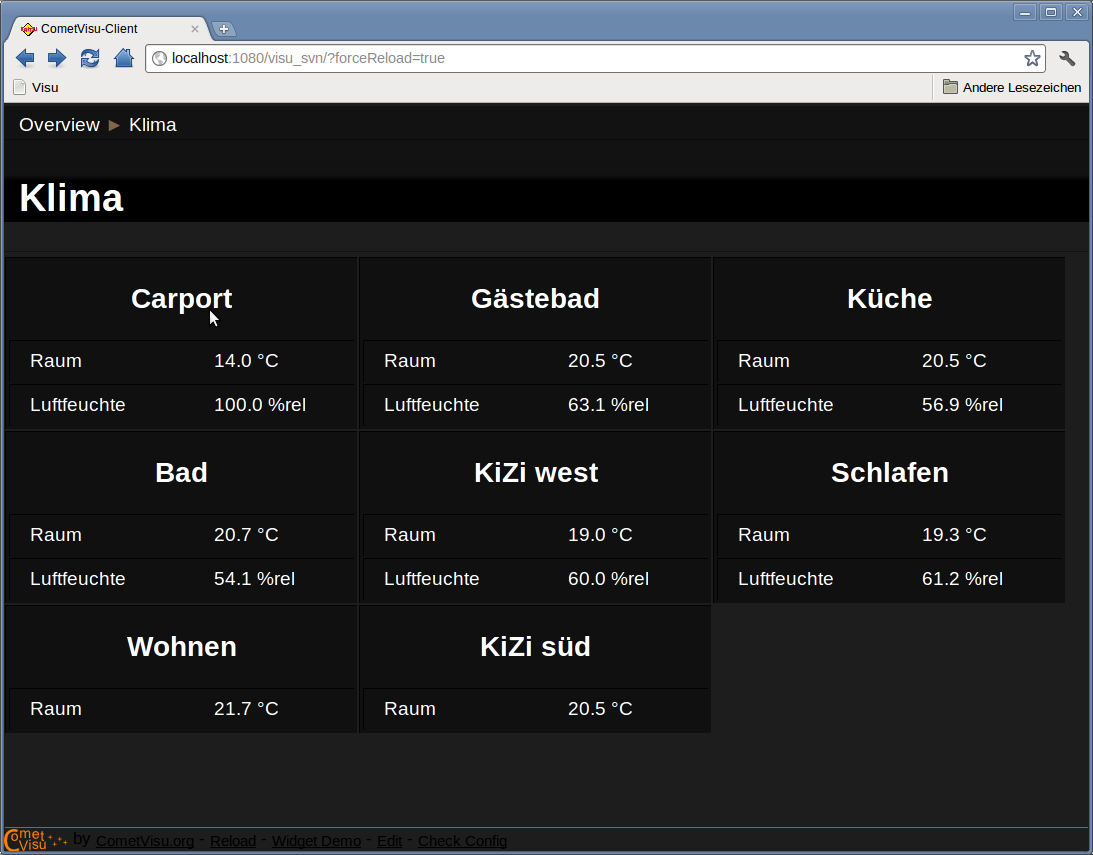 CometVisu-Client
localhost:1080/visu_svn/?forceReload=true
Visu Andere Lesezeichen
Overview ► Klima
Klima
Carport Gästebad Küche
Raum 14.0 °C Raum 20.5 °C Raum 20.5 °C
Luftfeuchte 100.0 %rel Luftfeuchte 63.1 %rel Luftfeuchte 56.9 %rel
Bad KiZi west Schlafen
Raum 20.7 °C Raum 19.0 °C Raum 19.3 °C
Luftfeuchte 54.1 %rel Luftfeuchte 60.0 %rel Luftfeuchte 61.2 %rel
Wohnen KiZi süd
Raum 21.7 °C Raum 20.5 °C
Comet Visu by CometVisu.org - Reload - Widget Demo - Edit - Check Config